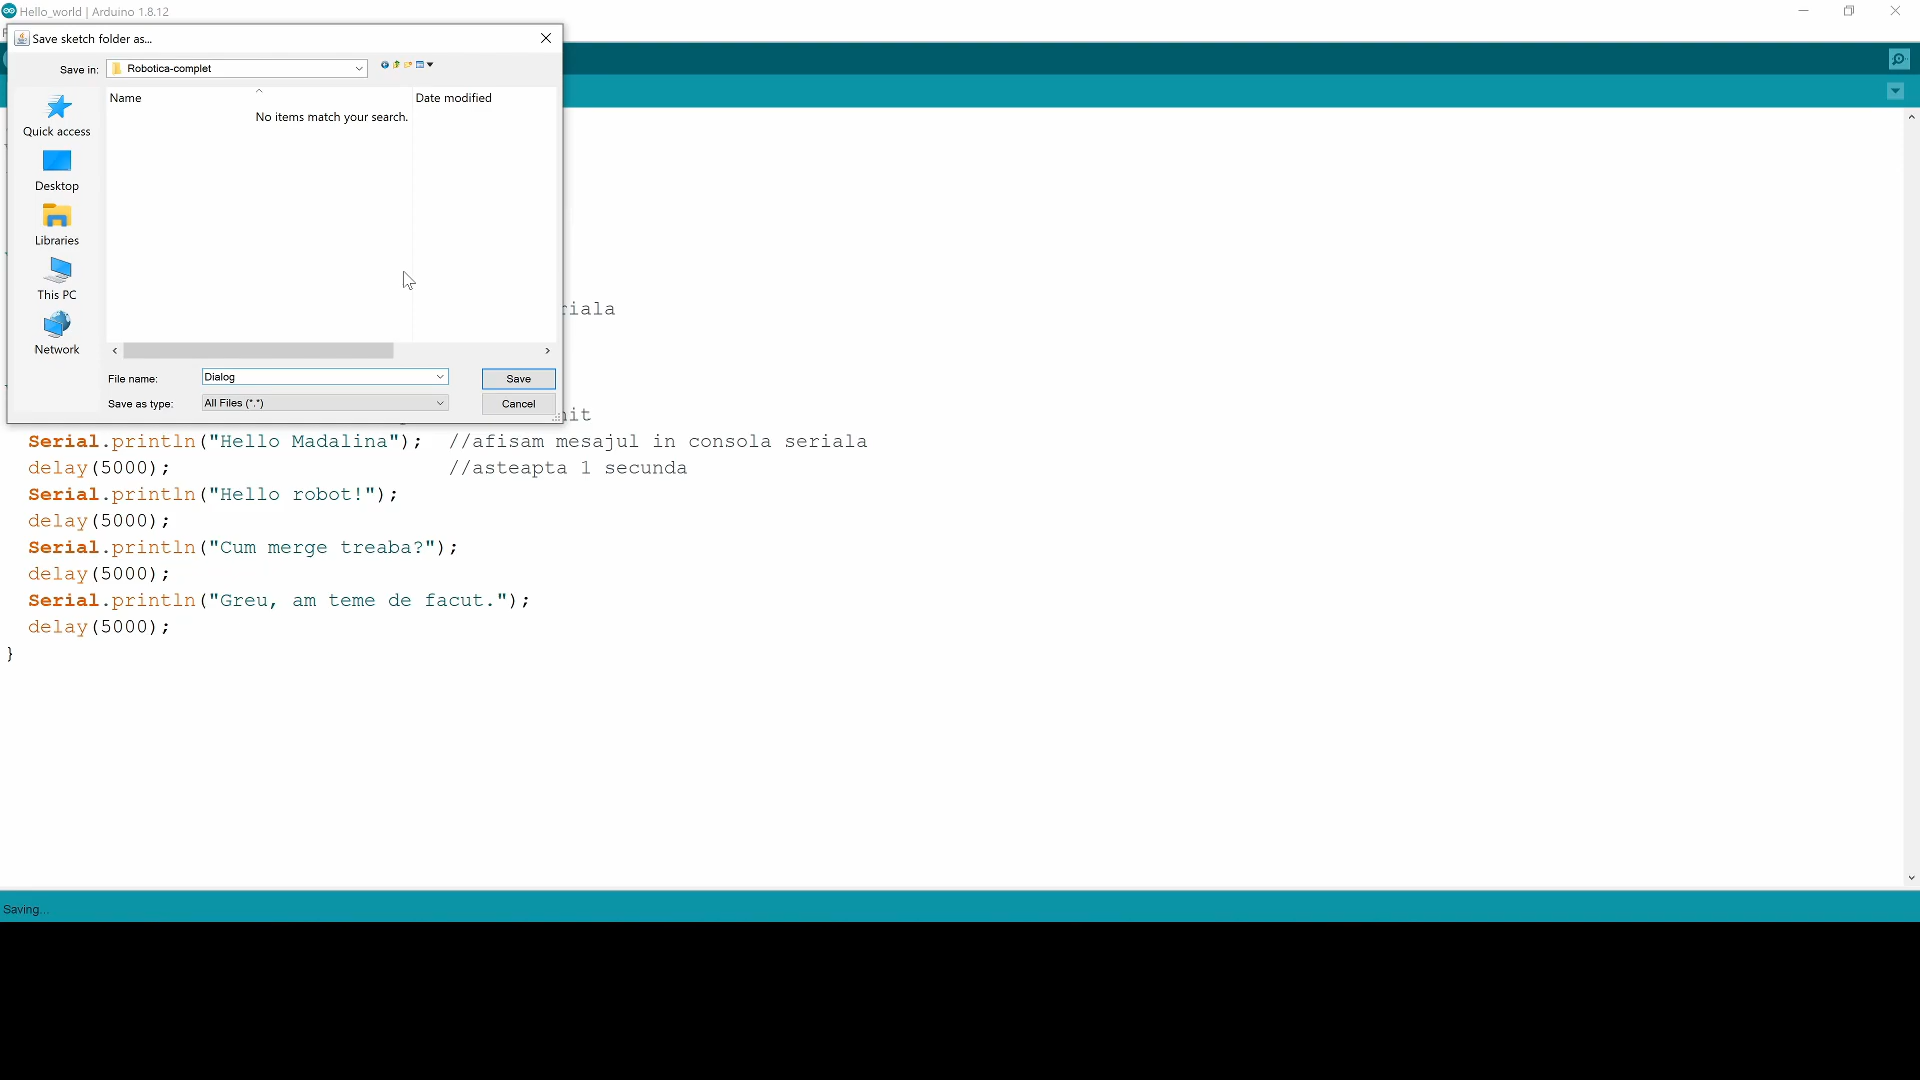 Hello_world | Arduino 1.8.12
Save sketch folder as...
Save in: Robotica-complet
Name Date modified
No items match your search.
Quick access
Desktop
Libraries
This PC
Network
File name: Dialog Save
Save as type: All Files (*.*) Cancel
riala
it
Serial.println("Hello Madalina"); //afisam mesajul in consola seriala
delay(5000); //asteapta 1 secunda
Serial.println("Hello robot!");
delay(5000);
Serial.println("Cum merge treaba?");
delay(5000);
Serial.println("Greu, am teme de facut.");
delay(5000);
}
Saving...